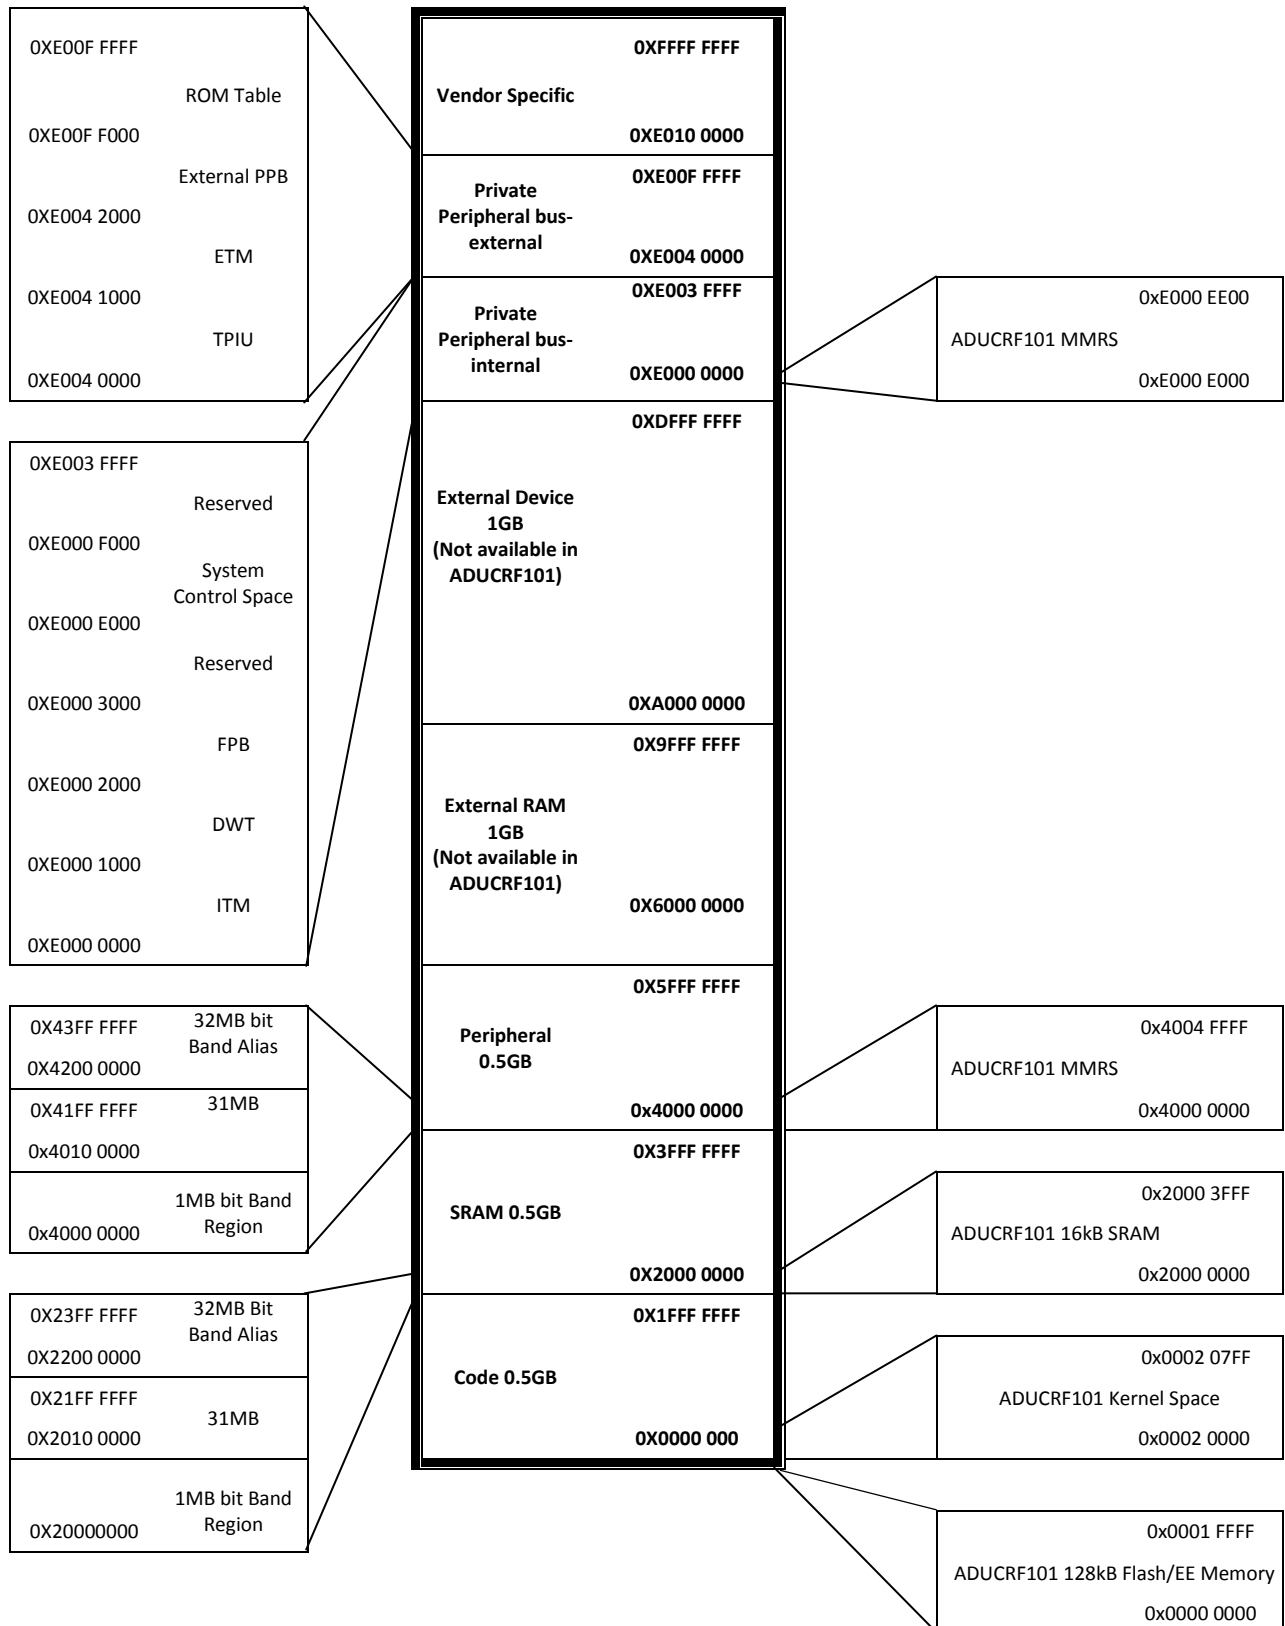 0XE00F FFFF
ROM Table
0XE00F F000
External PPB
0XE004 2000
ETM
0XE004 1000
TPIU
0XE004 0000
0XE003 FFFF
Reserved
0XE000 F000
System
Control Space
0XE000 E000
Reserved
0XE000 3000
FPB
0XE000 2000
DWT
0XE000 1000
ITM
0XE000 0000
0X43FF FFFF
32MB bit
Band Alias
0X4200 0000
0X41FF FFFF
31MB
0x4010 0000
1MB bit Band
Region
0x4000 0000
0X23FF FFFF
32MB Bit
Band Alias
0X2200 0000
0X21FF FFFF
31MB
0X2010 0000
1MB bit Band
Region
0X20000000
0XFFFF FFFF
Vendor Specific
0XE010 0000
0XE00F FFFF
Private
Peripheral bus-
external
0XE004 0000
0XE003 FFFF
Private
Peripheral bus-
internal
0XE000 0000
0XDFFF FFFF
External Device
1GB
(Not available in
ADUCRF101)
0XA000 0000
0X9FFF FFFF
External RAM
1GB
(Not available in
ADUCRF101)
0X6000 0000
0X5FFF FFFF
Peripheral
0.5GB
0x4000 0000
0X3FFF FFFF
SRAM 0.5GB
0X2000 0000
0X1FFF FFFF
Code 0.5GB
0X0000 000
0xE000 EE00
ADUCRF101 MMRS
0xE000 E000
0x4004 FFFF
ADUCRF101 MMRS
0x4000 0000
0x2000 3FFF
ADUCRF101 16kB SRAM
0x2000 0000
0x0002 07FF
ADUCRF101 Kernel Space
0x0002 0000
0x0001 FFFF
ADUCRF101 128kB Flash/EE Memory
0x0000 0000